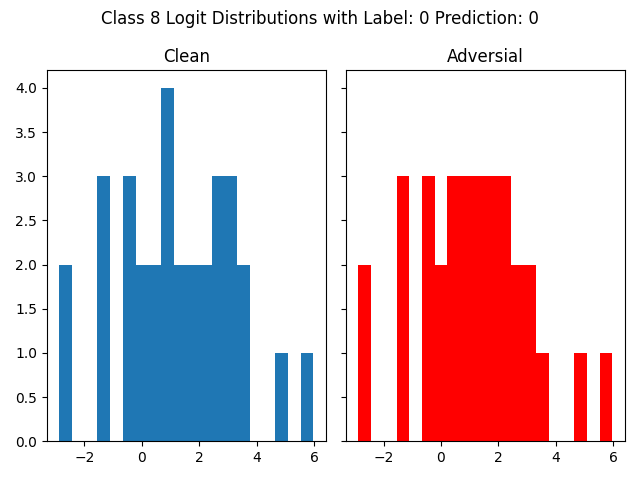 Class 8 Logit Distributions with Label: 0 Prediction: 0
Clean
Adversial
4.0
3.5
3.0
2.5
2.0
1.5
1.0
0.5
0.0
−2 0 2 4 6
−2 0 2 4 6